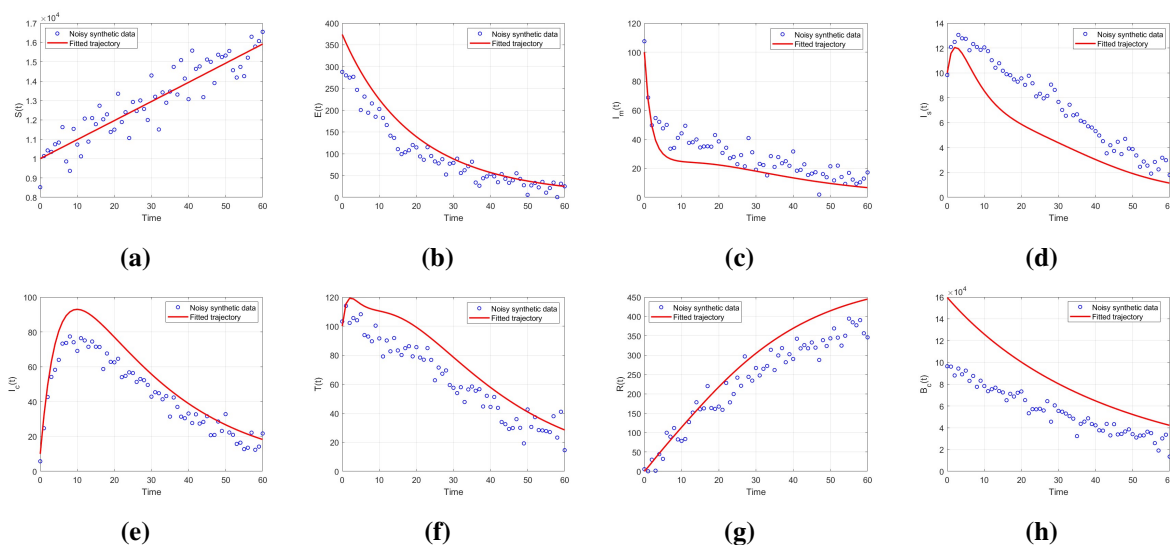 ×10⁴
1.7
1.6
1.5
1.4
1.3
1.2
1.1
1
0.9
0.8
S(t)
Noisy synthetic data
Fitted trajectory
0 10 20 30 40 50 60
Time
400
350
300
250
200
150
100
50
0
E(t)
Noisy synthetic data
Fitted trajectory
0 10 20 30 40 50 60
Time
120
100
80
60
40
20
0
I_m(t)
Noisy synthetic data
Fitted trajectory
0 10 20 30 40 50 60
Time
14
12
10
8
6
4
2
0
I_s(t)
Noisy synthetic data
Fitted trajectory
0 10 20 30 40 50 60
Time
(a) (b) (c) (d)
100
80
60
40
20
0
I_c(t)
Noisy synthetic data
Fitted trajectory
0 10 20 30 40 50 60
Time
120
100
80
60
40
20
0
T(t)
Noisy synthetic data
Fitted trajectory
0 10 20 30 40 50 60
Time
450
400
350
300
250
200
150
100
50
0
R(t)
Noisy synthetic data
Fitted trajectory
0 10 20 30 40 50 60
Time
×10⁴
16
14
12
10
8
6
4
2
0
B_c(t)
Noisy synthetic data
Fitted trajectory
0 10 20 30 40 50 60
Time
(e) (f) (g) (h)